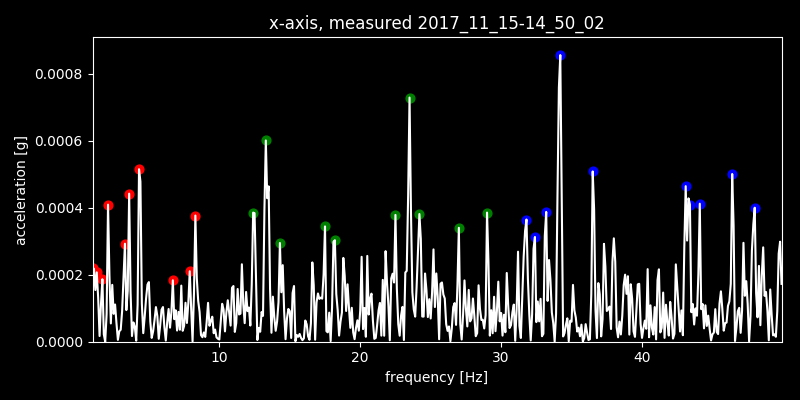 x-axis, measured 2017_11_15-14_50_02
0.0008
0.0006
0.0004
0.0002
0.0000
acceleration [g]
10 20 30 40
frequency [Hz]